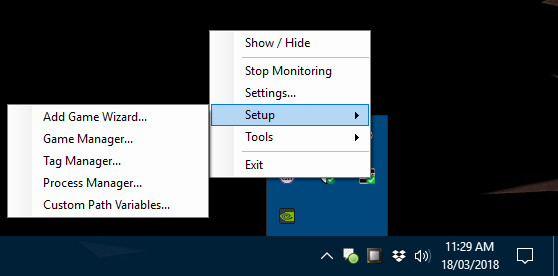 Show / Hide
Stop Monitoring
Settings...
Setup
Tools
Exit
Add Game Wizard...
Game Manager...
Tag Manager...
Process Manager...
Custom Path Variables...
11:29 AM
18/03/2018